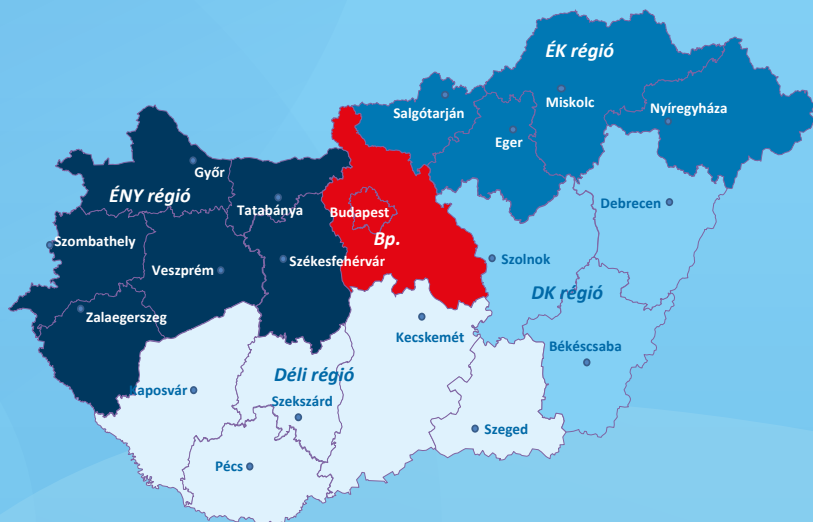 ÉK régió
Miskolc
Salgótarján
Nyíregyháza
Eger
Győr
ÉNY régió
Tatabánya
Budapest
Debrecen
Szombathely
Bp.
Veszprém
Székesfehérvár
Szolnok
DK régió
Zalaegerszeg
Kecskemét
Békéscsaba
Déli régió
Kaposvár
Szekszárd
Szeged
Pécs